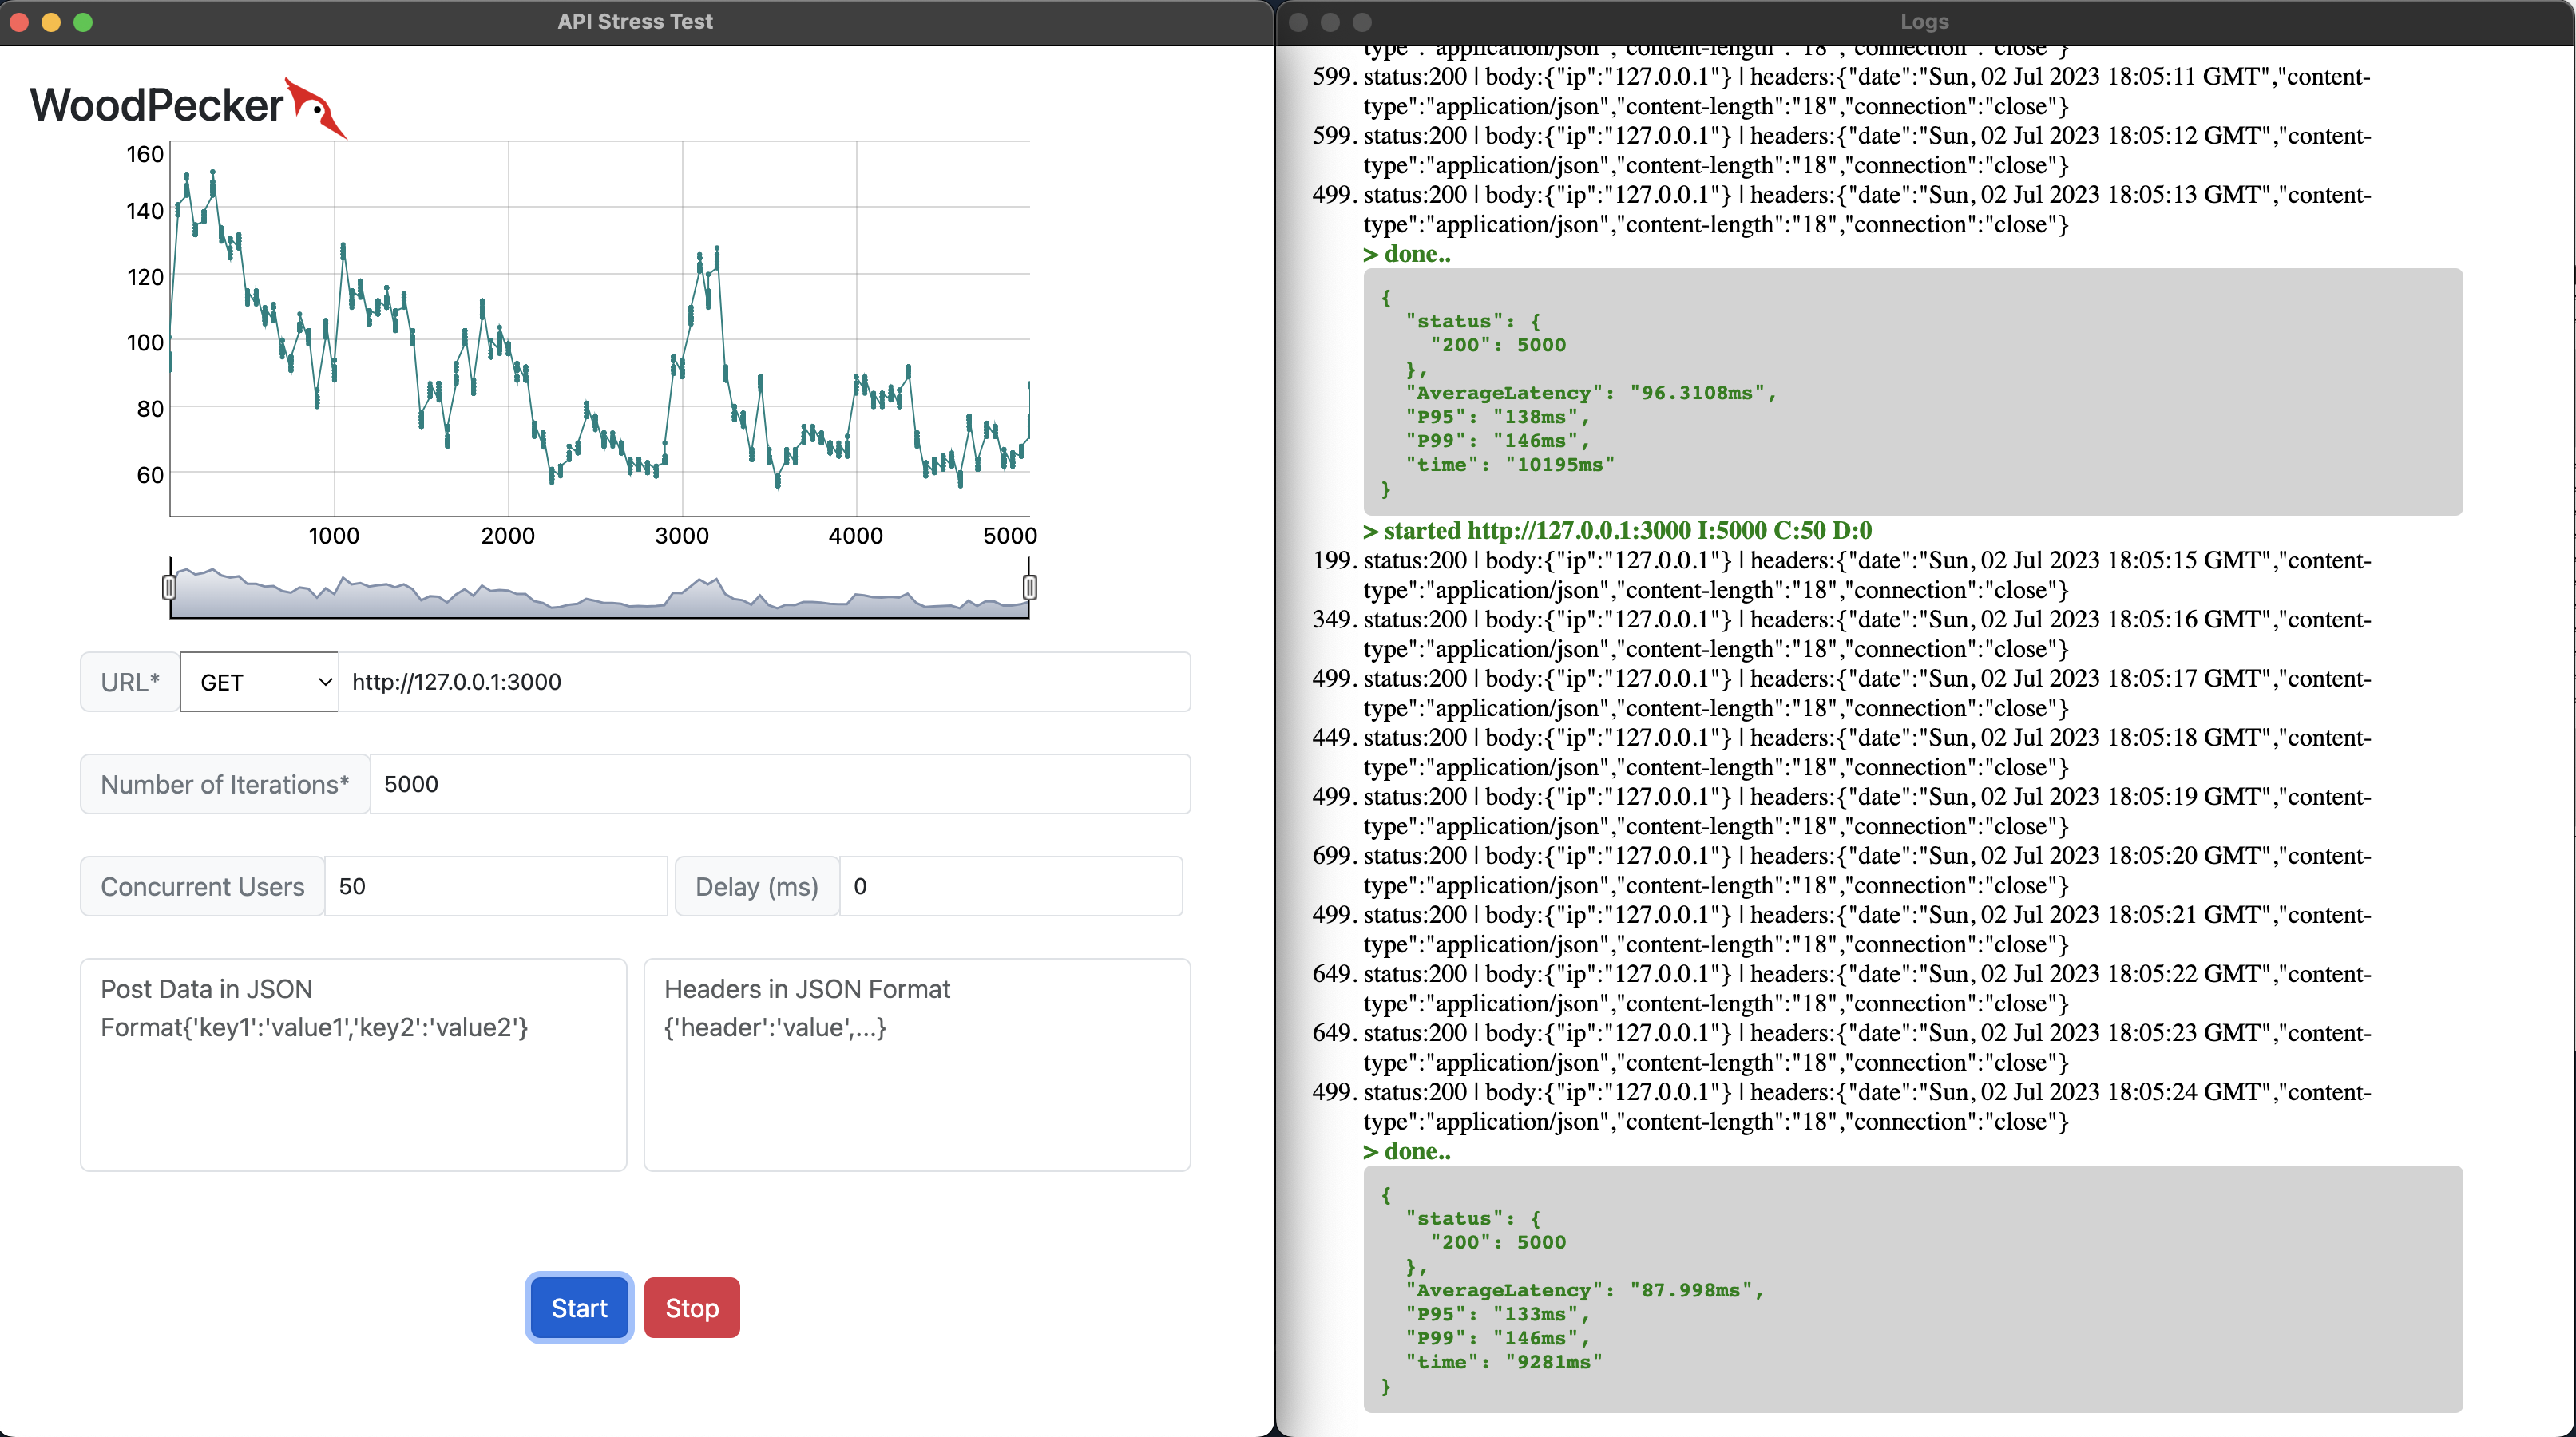 API Stress Test
WoodPecker
160
140
120
100
80
60
1000 2000 3000 4000 5000
URL* GET http://127.0.0.1:3000
Number of Iterations* 5000
Concurrent Users 50 Delay (ms) 0
Post Data in JSON
Format{'key1':'value1','key2':'value2'}
Headers in JSON Format
{'header':'value',...}
Start Stop
Logs
type":"application/json","content-length":"18","connection":"close"}
599. status:200 | body:{"ip":"127.0.0.1"} | headers:{"date":"Sun, 02 Jul 2023 18:05:11 GMT","content-
type":"application/json","content-length":"18","connection":"close"}
599. status:200 | body:{"ip":"127.0.0.1"} | headers:{"date":"Sun, 02 Jul 2023 18:05:12 GMT","content-
type":"application/json","content-length":"18","connection":"close"}
499. status:200 | body:{"ip":"127.0.0.1"} | headers:{"date":"Sun, 02 Jul 2023 18:05:13 GMT","content-
type":"application/json","content-length":"18","connection":"close"}
> done..
{
"status": {
"200": 5000
},
"AverageLatency": "96.3108ms",
"P95": "138ms",
"P99": "146ms",
"time": "10195ms"
}
> started http://127.0.0.1:3000 I:5000 C:50 D:0
199. status:200 | body:{"ip":"127.0.0.1"} | headers:{"date":"Sun, 02 Jul 2023 18:05:15 GMT","content-
type":"application/json","content-length":"18","connection":"close"}
349. status:200 | body:{"ip":"127.0.0.1"} | headers:{"date":"Sun, 02 Jul 2023 18:05:16 GMT","content-
type":"application/json","content-length":"18","connection":"close"}
499. status:200 | body:{"ip":"127.0.0.1"} | headers:{"date":"Sun, 02 Jul 2023 18:05:17 GMT","content-
type":"application/json","content-length":"18","connection":"close"}
449. status:200 | body:{"ip":"127.0.0.1"} | headers:{"date":"Sun, 02 Jul 2023 18:05:18 GMT","content-
type":"application/json","content-length":"18","connection":"close"}
499. status:200 | body:{"ip":"127.0.0.1"} | headers:{"date":"Sun, 02 Jul 2023 18:05:19 GMT","content-
type":"application/json","content-length":"18","connection":"close"}
699. status:200 | body:{"ip":"127.0.0.1"} | headers:{"date":"Sun, 02 Jul 2023 18:05:20 GMT","content-
type":"application/json","content-length":"18","connection":"close"}
499. status:200 | body:{"ip":"127.0.0.1"} | headers:{"date":"Sun, 02 Jul 2023 18:05:21 GMT","content-
type":"application/json","content-length":"18","connection":"close"}
649. status:200 | body:{"ip":"127.0.0.1"} | headers:{"date":"Sun, 02 Jul 2023 18:05:22 GMT","content-
type":"application/json","content-length":"18","connection":"close"}
649. status:200 | body:{"ip":"127.0.0.1"} | headers:{"date":"Sun, 02 Jul 2023 18:05:23 GMT","content-
type":"application/json","content-length":"18","connection":"close"}
499. status:200 | body:{"ip":"127.0.0.1"} | headers:{"date":"Sun, 02 Jul 2023 18:05:24 GMT","content-
type":"application/json","content-length":"18","connection":"close"}
> done..
{
"status": {
"200": 5000
},
"AverageLatency": "87.998ms",
"P95": "133ms",
"P99": "146ms",
"time": "9281ms"
}